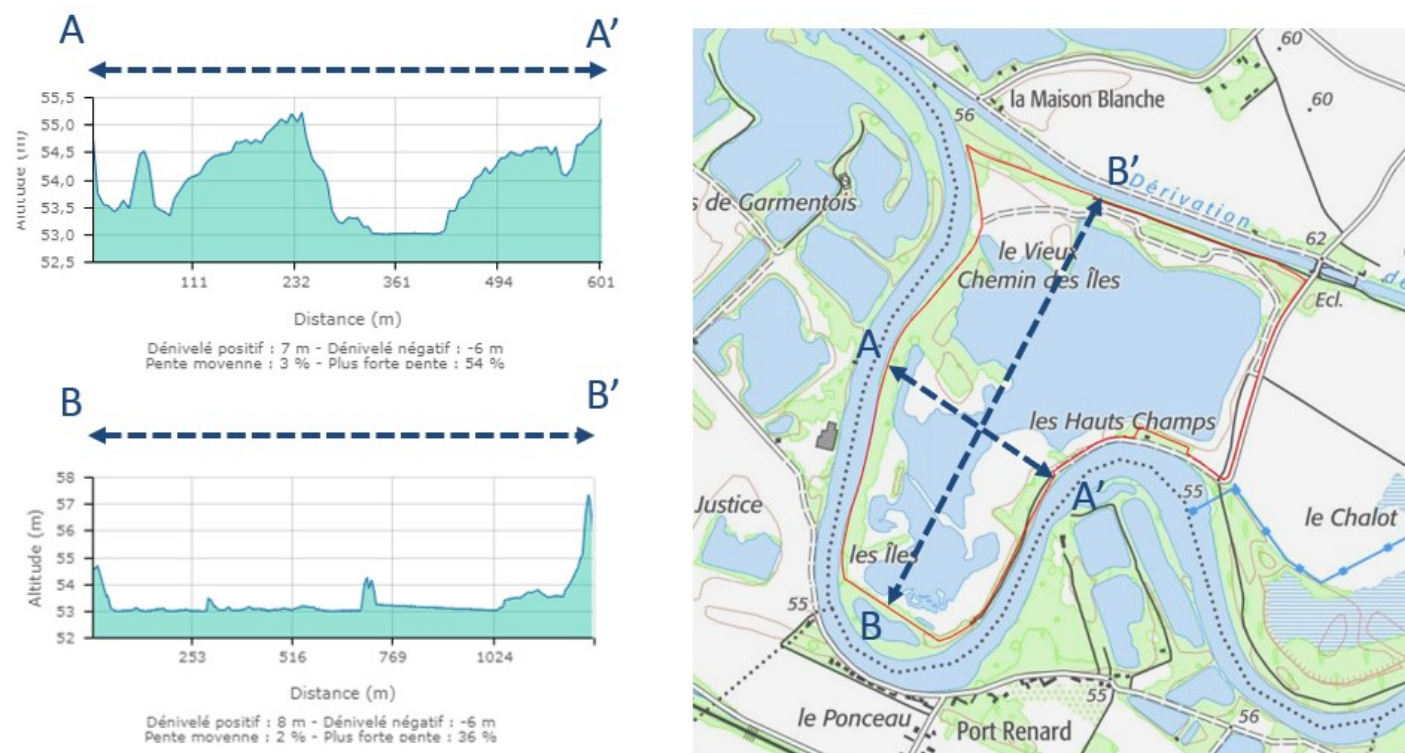 A A’
55,5
55,0
54,5
54,0
53,5
53,0
52,5
Altitude (m)
111 232 361 494 601
Distance (m)
Dénivelé positif : 7 m - Dénivelé négatif : -6 m
Pente movenne : 3 % - Plus forte pente : 54 %
B B’
58
57
56
55
54
53
52
Altitude (m)
253 516 769 1024
Distance (m)
Dénivelé positif : 8 m - Dénivelé négatif : -6 m
Pente movenne : 2 % - Plus forte pente : 36 %
60
la Maison Blanche
60
56
B’
Dérivation
s de Garmentois
62
le Vieux
Chemin des Îles
de
Ecl.
A
les Hauts Champs
A’
55
Justice
le Chalot
les Îles
55
B
55
le Ponceau
Port Renard
56